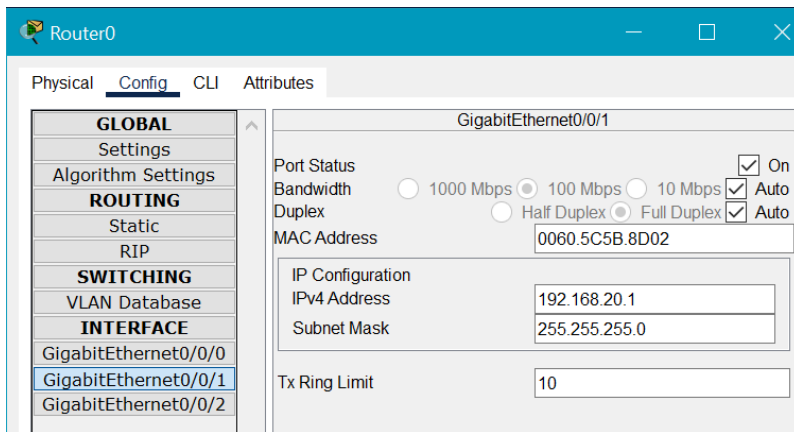 Router0
Physical Config CLI Attributes
GLOBAL
Settings
Algorithm Settings
ROUTING
Static
RIP
SWITCHING
VLAN Database
INTERFACE
GigabitEthernet0/0/0
GigabitEthernet0/0/1
GigabitEthernet0/0/2
GigabitEthernet0/0/1
Port Status On
Bandwidth 1000 Mbps 100 Mbps 10 Mbps Auto
Duplex Half Duplex Full Duplex Auto
MAC Address 0060.5C5B.8D02
IP Configuration
IPv4 Address 192.168.20.1
Subnet Mask 255.255.255.0
Tx Ring Limit 10